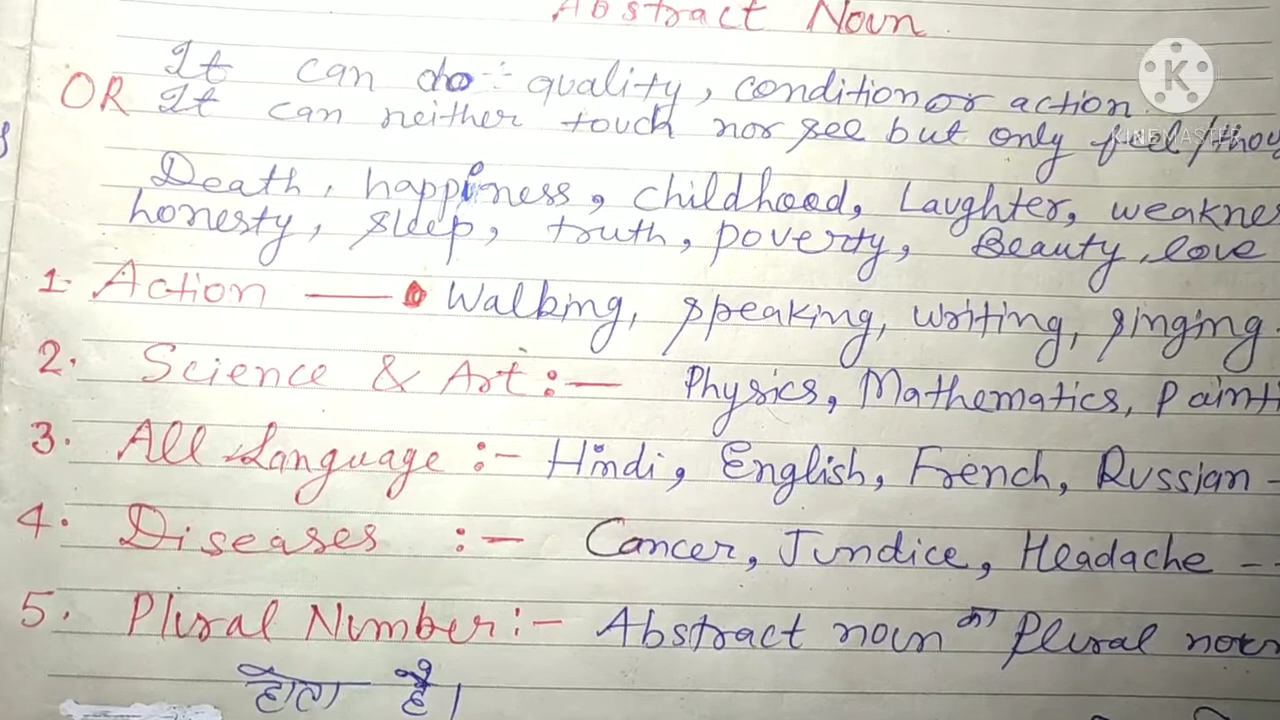 Abstract Noun
It can do :- quality, condition or action.
OR It can neither touch nor see but only feel/thou
Death, happiness, childhood, Laughter, weaknes
honesty, sleep, truth, poverty, Beauty, love
1. Action — Walking, speaking, writing, singing.
2. Science & Art :- Physics, Mathematics, Painti
3. All Language :- Hindi, English, French, Russian -
4. Diseases :- Cancer, Jundice, Headache --
5. Plural Number :- Abstract noun का Plural
होता है।
K
KINEMASTER